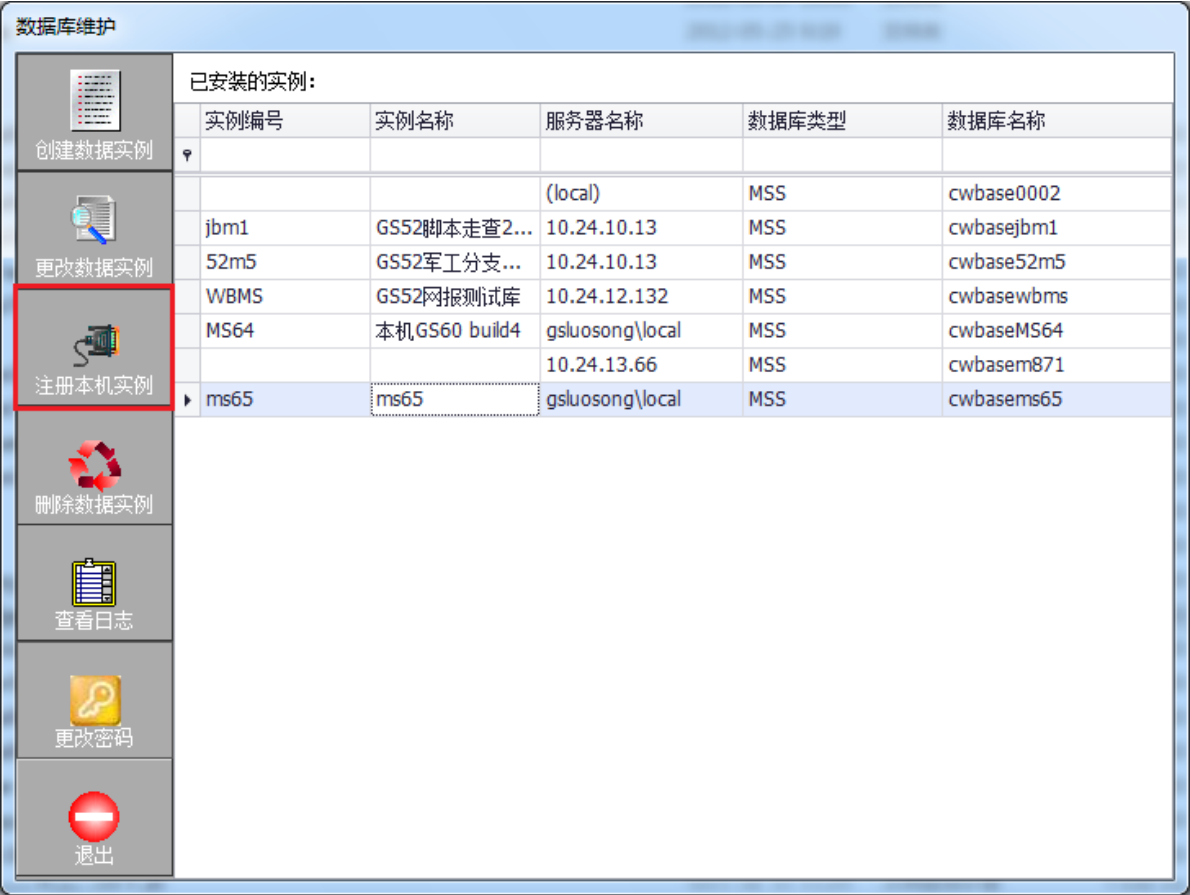 数据库维护
已安装的实例：
创建数据实例
更改数据实例
注册本机实例
删除数据实例
查看日志
更改密码
退出
实例编号 实例名称 服务器名称 数据库类型 数据库名称
(local) MSS cwbase0002
jbm1 GS52脚本走查2... 10.24.10.13 MSS cwbasejbm1
52m5 GS52军工分支... 10.24.10.13 MSS cwbase52m5
WBMS GS52网报测试库 10.24.12.132 MSS cwbasewbms
MS64 本机GS60 build4 gsluosong\local MSS cwbaseMS64
10.24.13.66 MSS cwbasem871
ms65 ms65 gsluosong\local MSS cwbasems65